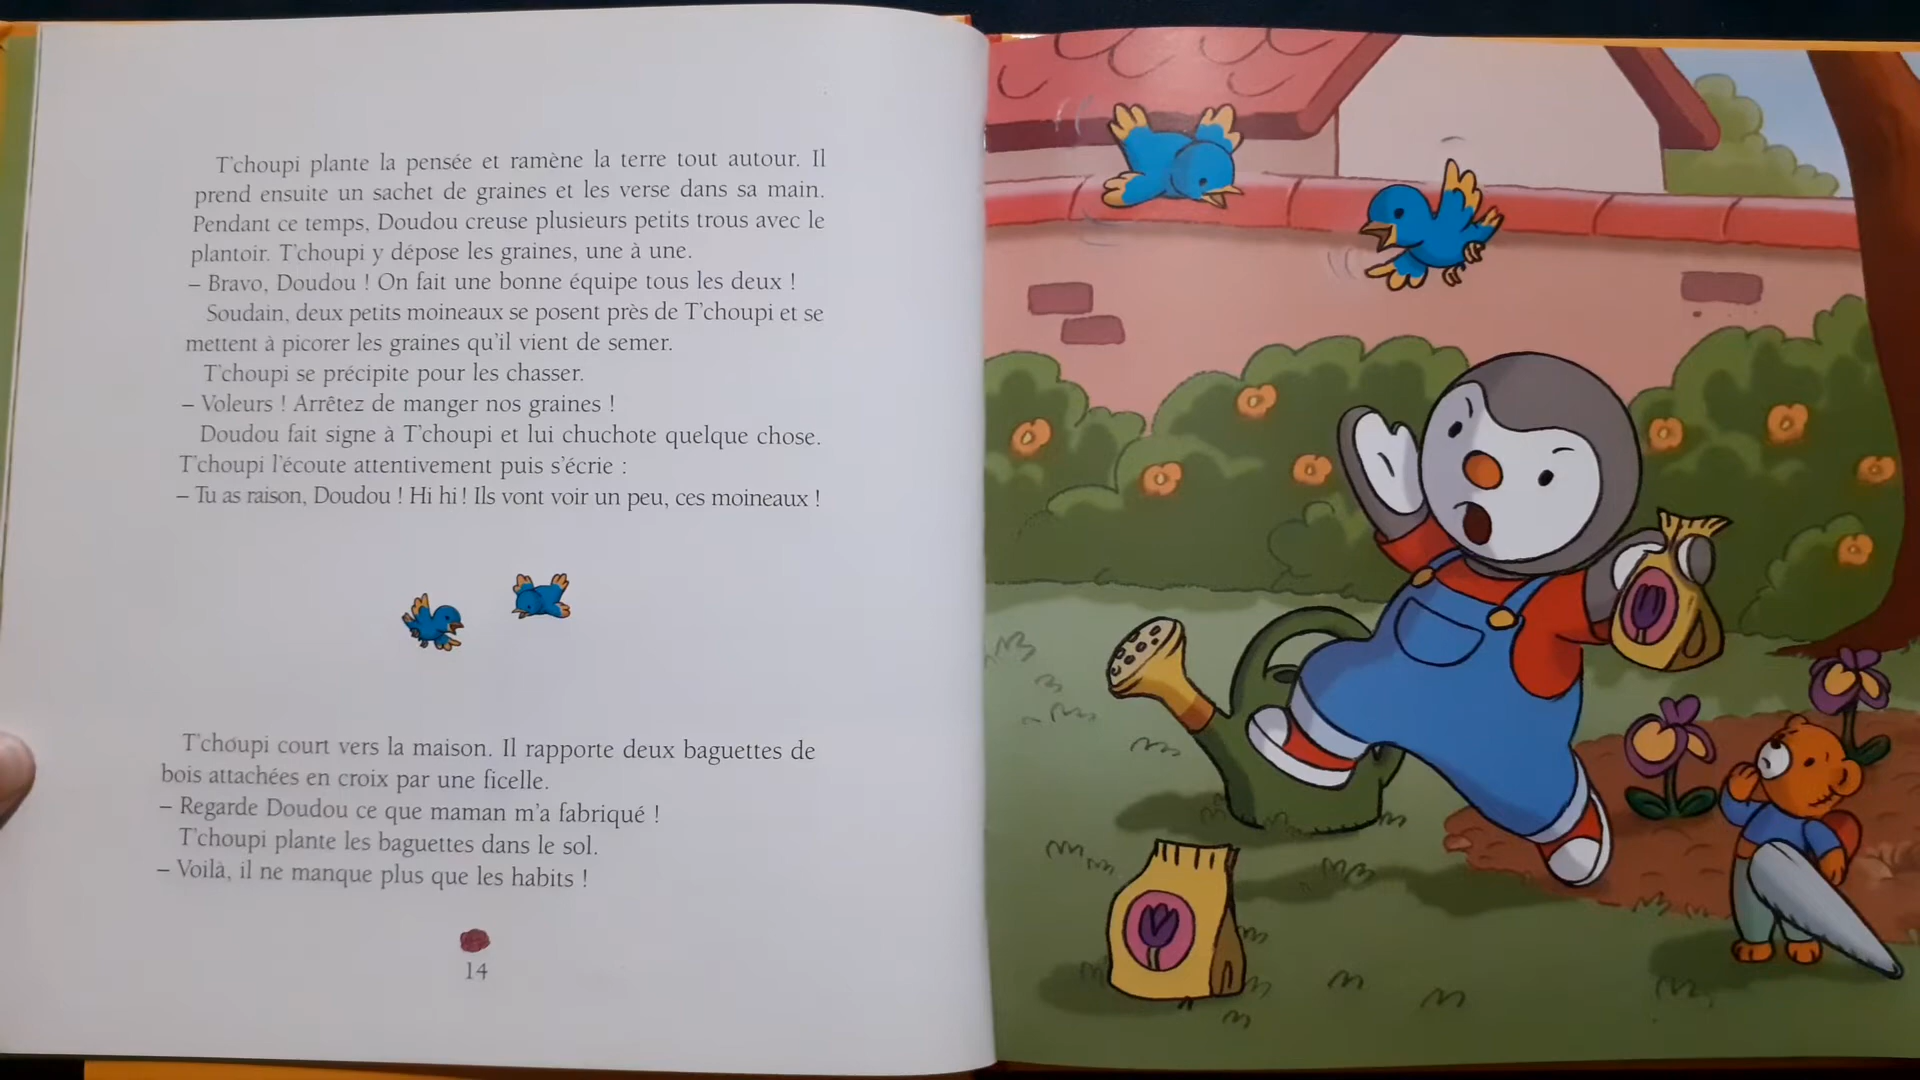 T'choupi plante la pensée et ramène la terre tout autour. Il
prend ensuite un sachet de graines et les verse dans sa main.
Pendant ce temps, Doudou creuse plusieurs petits trous avec le
plantoir. T'choupi y dépose les graines, une à une.
– Bravo, Doudou ! On fait une bonne équipe tous les deux !
Soudain, deux petits moineaux se posent près de T'choupi et se
mettent à picorer les graines qu'il vient de semer.
T'choupi se précipite pour les chasser.
– Voleurs ! Arrêtez de manger nos graines !
Doudou fait signe à T'choupi et lui chuchote quelque chose.
T'choupi l'écoute attentivement puis s'écrie :
– Tu as raison, Doudou ! Hi hi ! Ils vont voir un peu, ces moineaux !
T'choupi court vers la maison. Il rapporte deux baguettes de
bois attachées en croix par une ficelle.
– Regarde Doudou ce que maman m'a fabriqué !
T'choupi plante les baguettes dans le sol.
– Voilà, il ne manque plus que les habits !
14